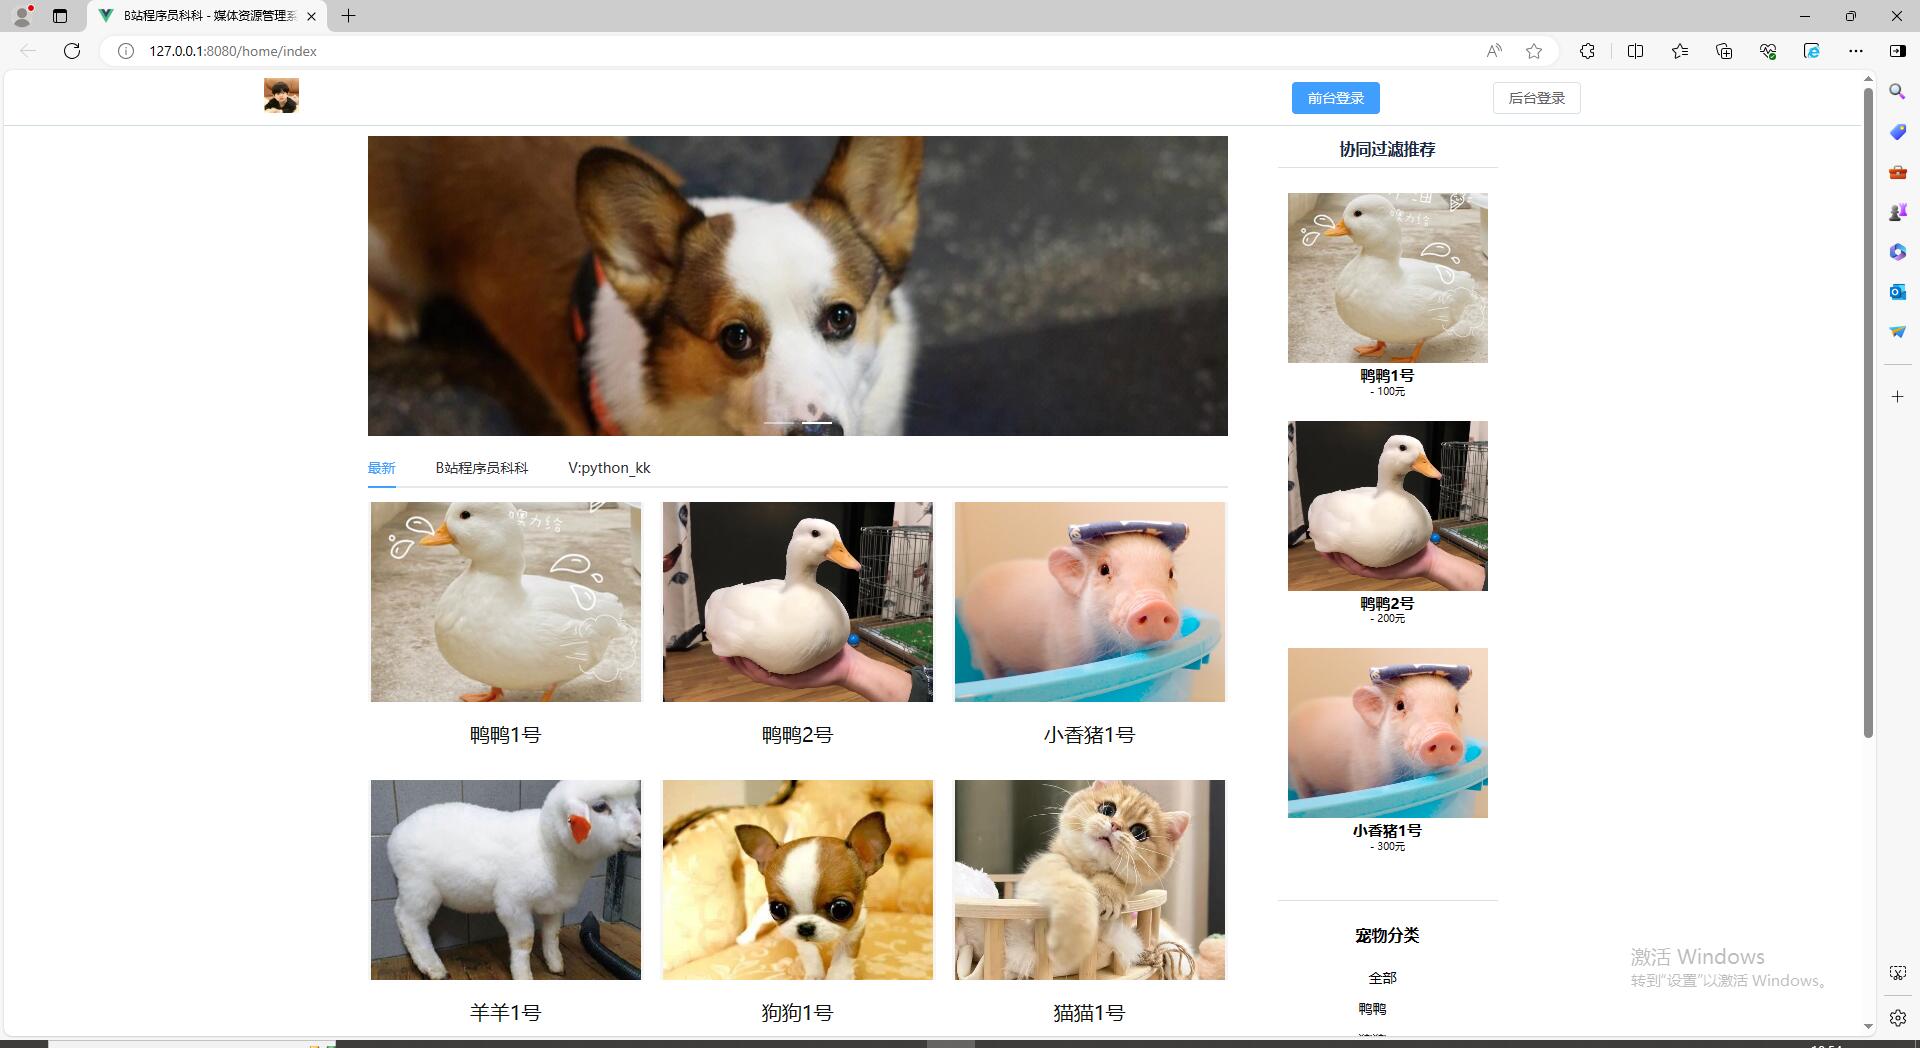 B站程序员科科 - 媒体资源管理系
127.0.0.1:8080/home/index
前台登录
后台登录
协同过滤推荐
嘿力给
鸭鸭1号
- 100元
鸭鸭2号
- 200元
小香猪1号
- 300元
最新 B站程序员科科 V:python_kk
嘿力给
鸭鸭1号 鸭鸭2号 小香猪1号
羊羊1号 狗狗1号 猫猫1号
宠物分类
全部
鸭鸭
激活 Windows
转到"设置"以激活 Windows。